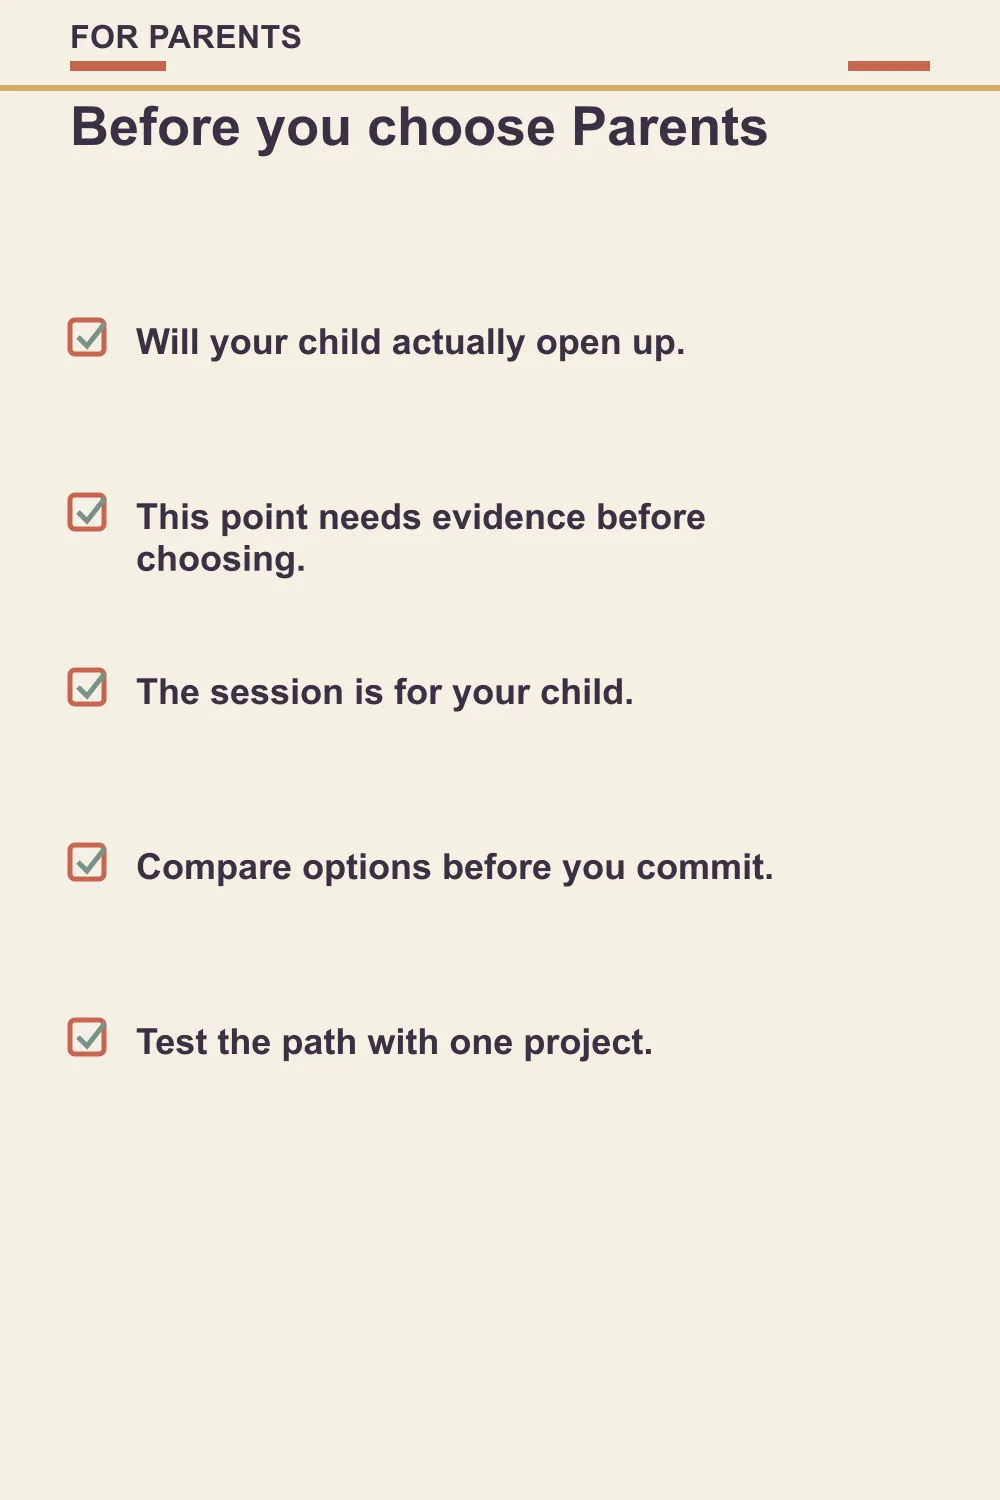 FOR PARENTS
Before you choose Parents
Will your child actually open up.
This point needs evidence before
choosing.
The session is for your child.
Compare options before you commit.
Test the path with one project.